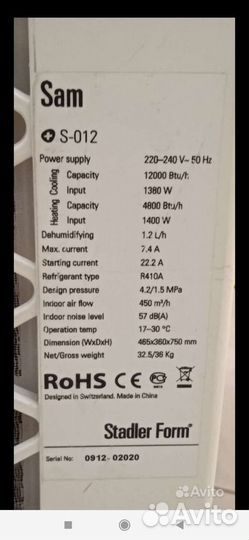 Sam
S-012
Power supply 220-240 V~ 50 Hz
Cooling Capacity 12000 Btu/h
Input 1380 W
Heating Capacity 4800 Btu/h
Input 1400 W
Dehumidifying 1.2 L/h
Max. current 7.4 A
Starting current 22.2 A
Refrigerant type R410A
Design pressure 4.2/1.5 MPa
Indoor air flow 450 m³/h
Indoor noise level 57 dB(A)
Operation temp 17-30 °C
Dimension (WxDxH) 465x360x750 mm
Net/Gross weight 32.5/36 Kg
RoHS CE
Designed in Switzerland. Made in China
Stadler Form®
Serial No: 0912-02020
Avito
Avito